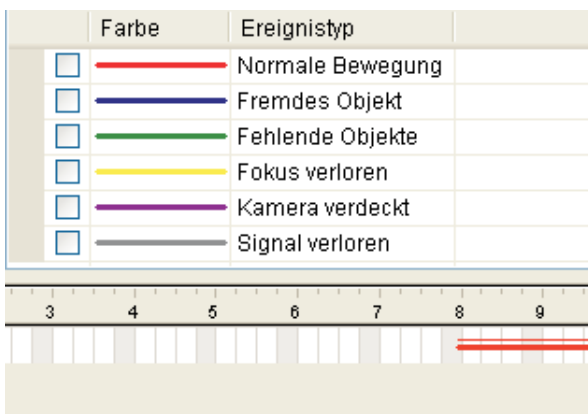 Farbe Ereignistyp
Normale Bewegung
Fremdes Objekt
Fehlende Objekte
Fokus verloren
Kamera verdeckt
Signal verloren
3 4 5 6 7 8 9